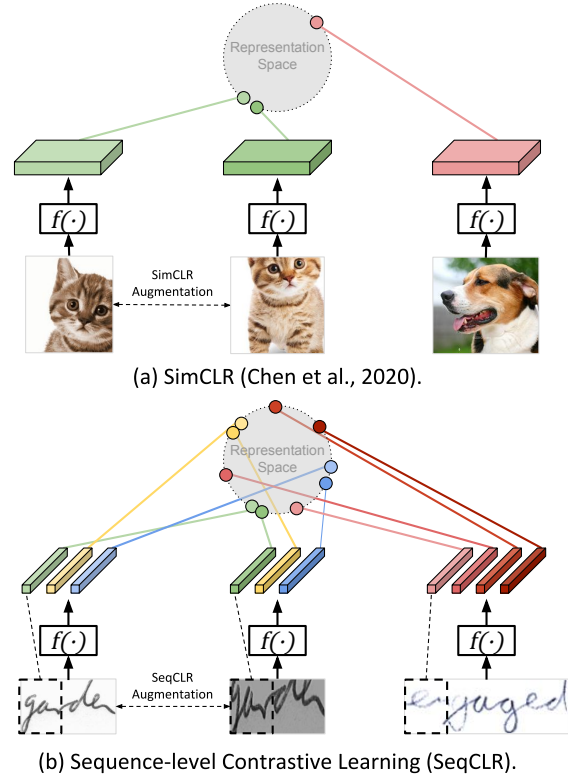 Representation
Space
f(·) f(·) f(·)
SimCLR
Augmentation
(a) SimCLR (Chen et al., 2020).
Representation
Space
f(·) f(·) f(·)
SeqCLR
Augmentation
garden garden engaged
(b) Sequence-level Contrastive Learning (SeqCLR).